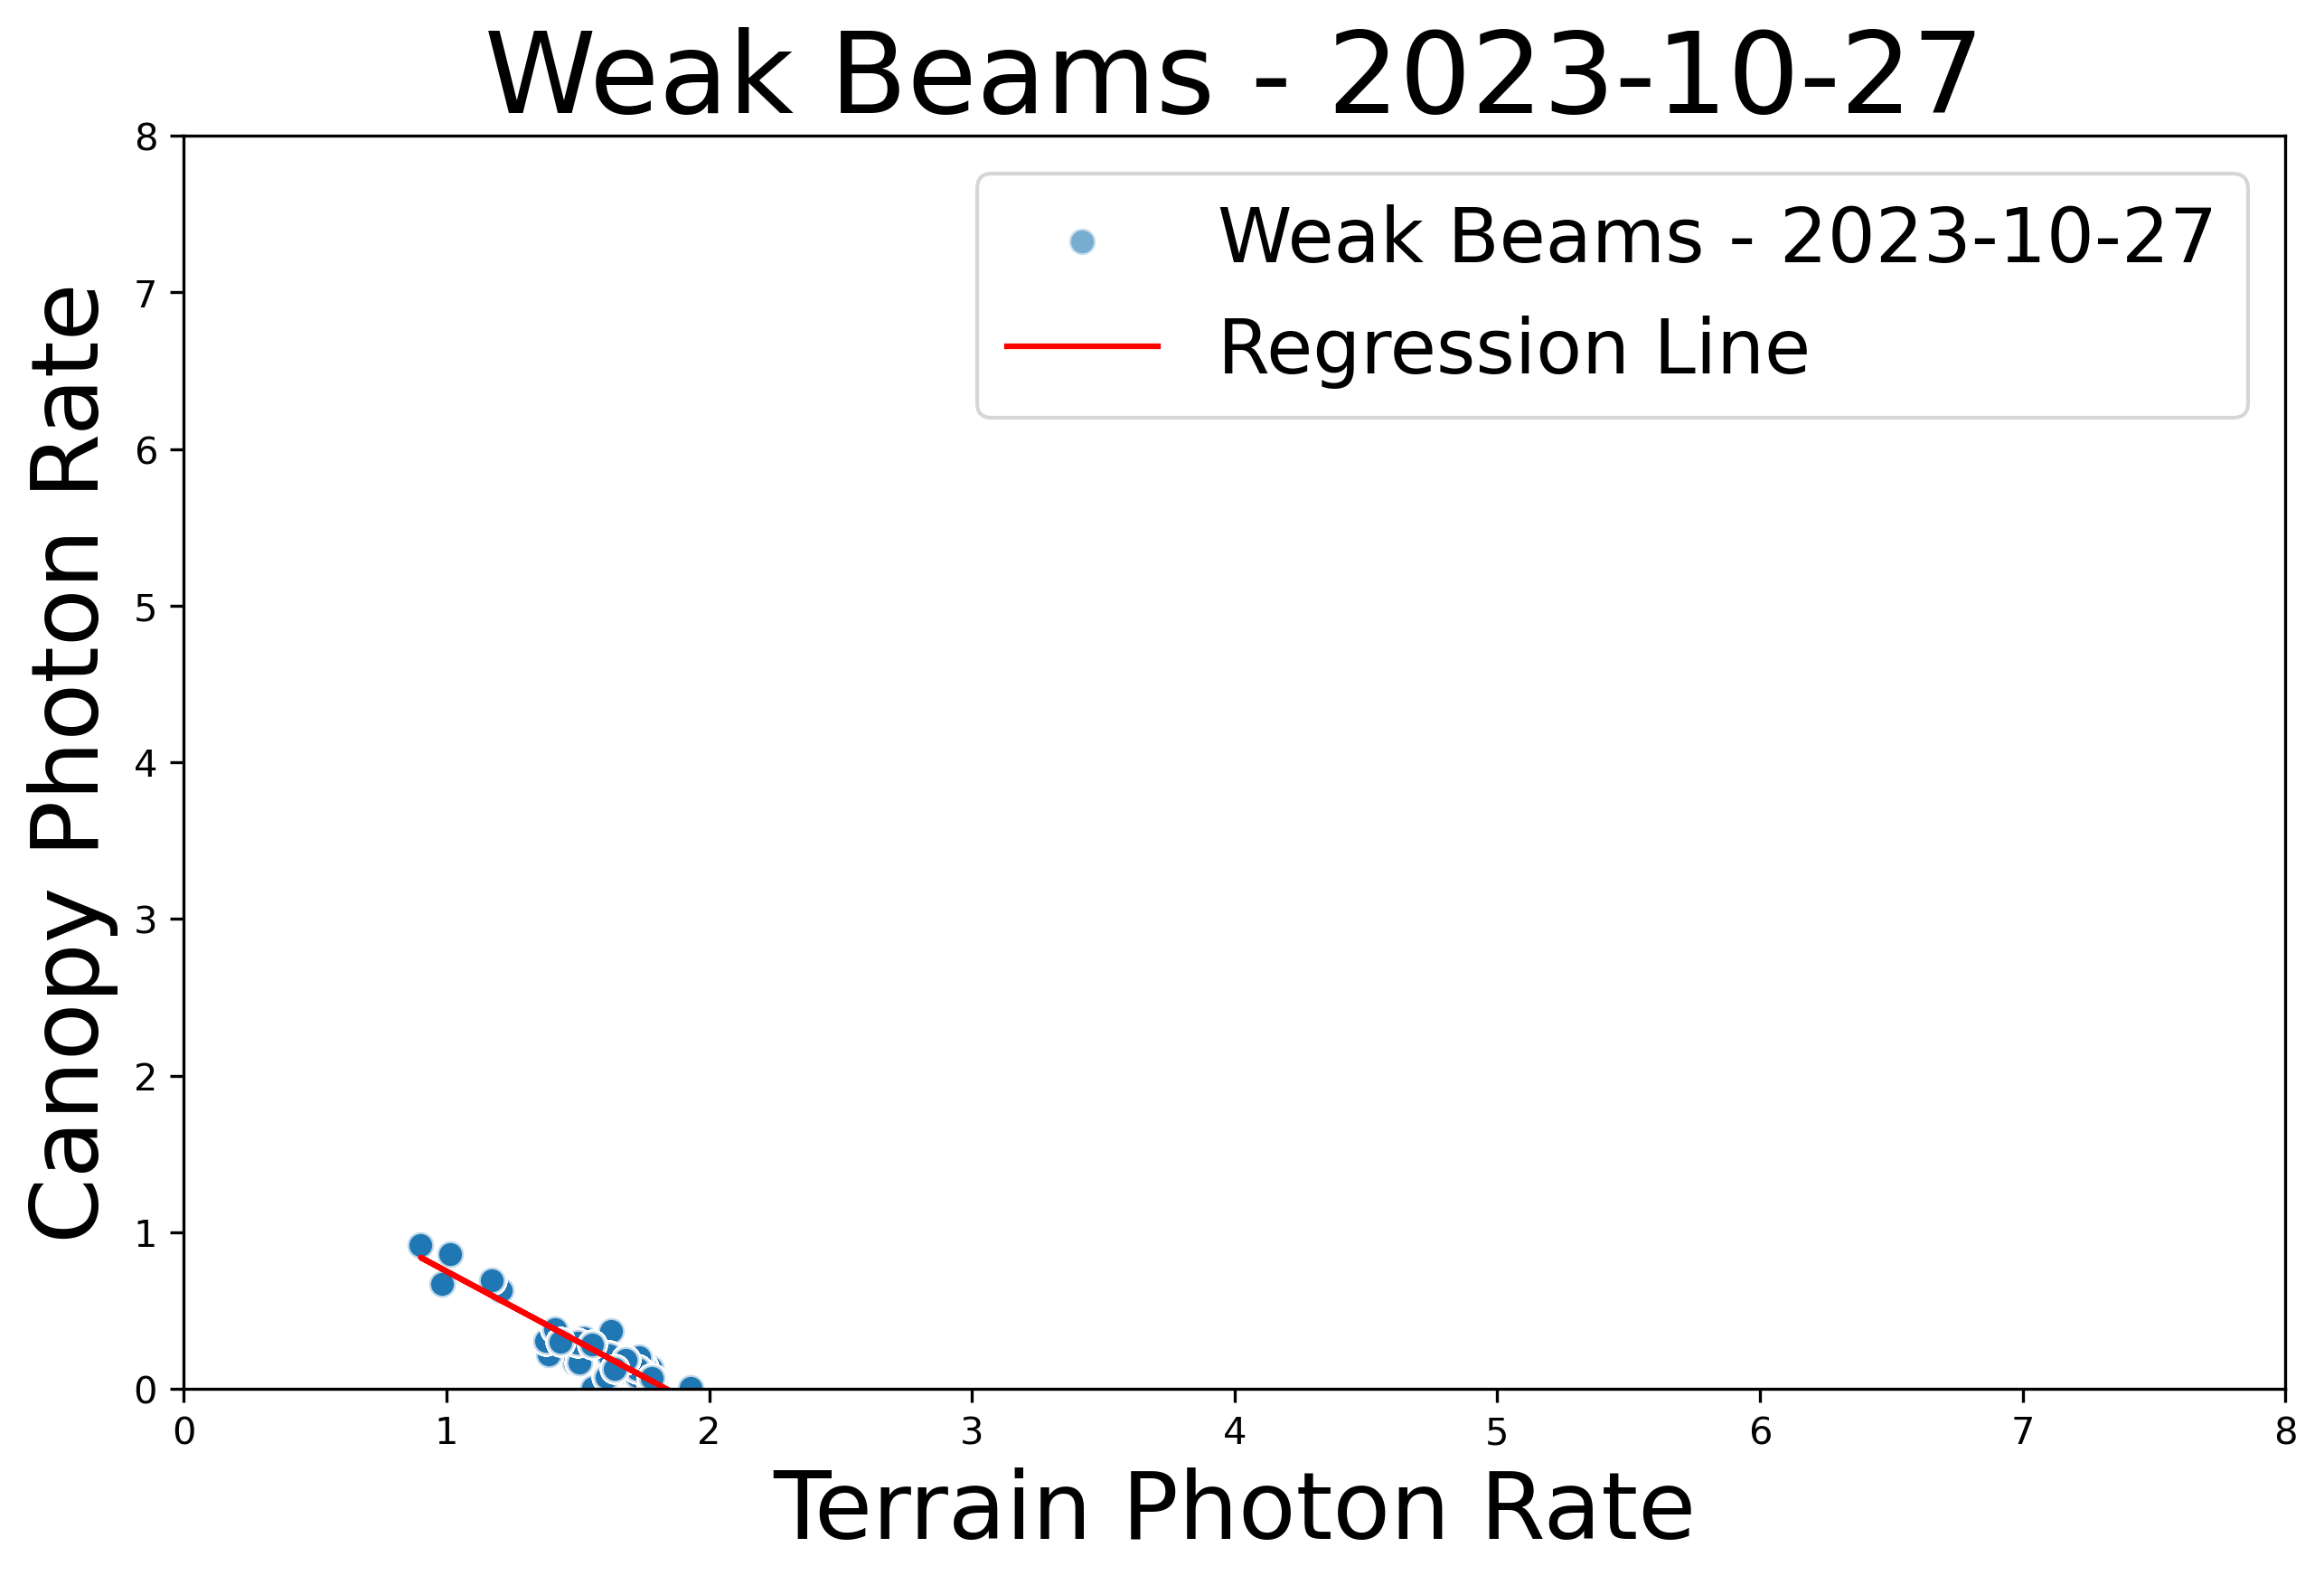 Weak Beams - 2023-10-27
Weak Beams - 2023-10-27
Regression Line
Canopy Photon Rate
8
7
6
5
4
3
2
1
0
0 1 2 3 4 5 6 7 8
Terrain Photon Rate